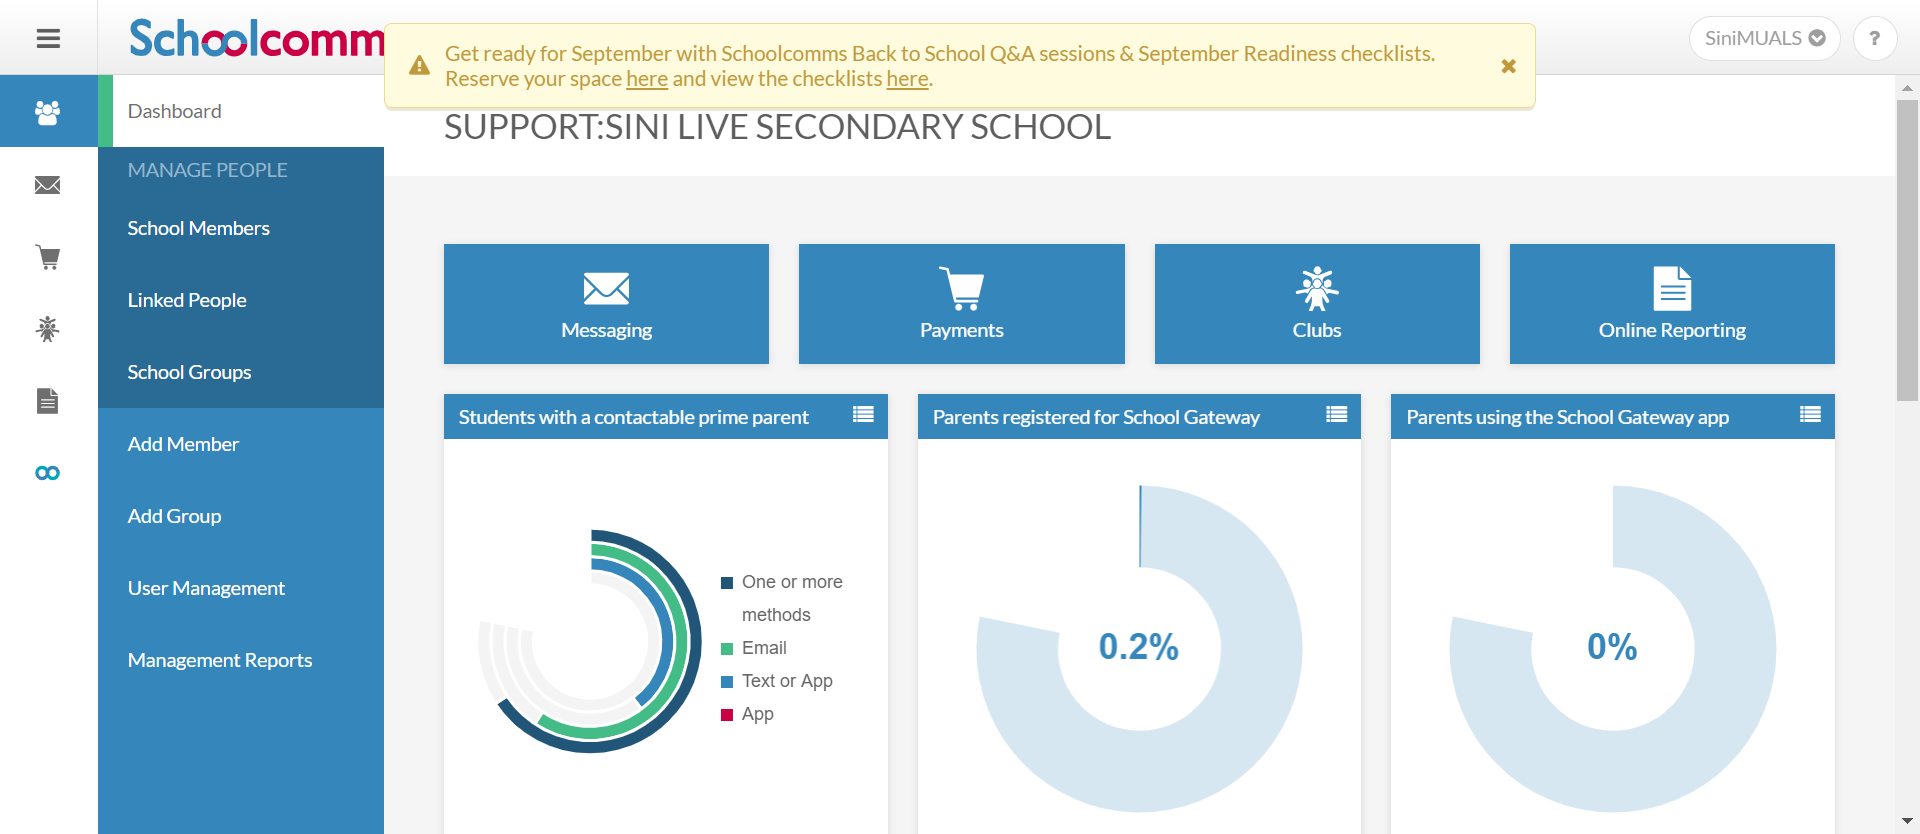 Schoolcomm
Get ready for September with Schoolcomms Back to School Q&A sessions & September Readiness checklists.
Reserve your space here and view the checklists here.
SiniMUALS
?
Dashboard
MANAGE PEOPLE
School Members
Linked People
School Groups
Add Member
Add Group
User Management
Management Reports
SUPPORT:SINI LIVE SECONDARY SCHOOL
Messaging
Payments
Clubs
Online Reporting
Students with a contactable prime parent
One or more
methods
Email
Text or App
App
Parents registered for School Gateway
0.2%
Parents using the School Gateway app
0%